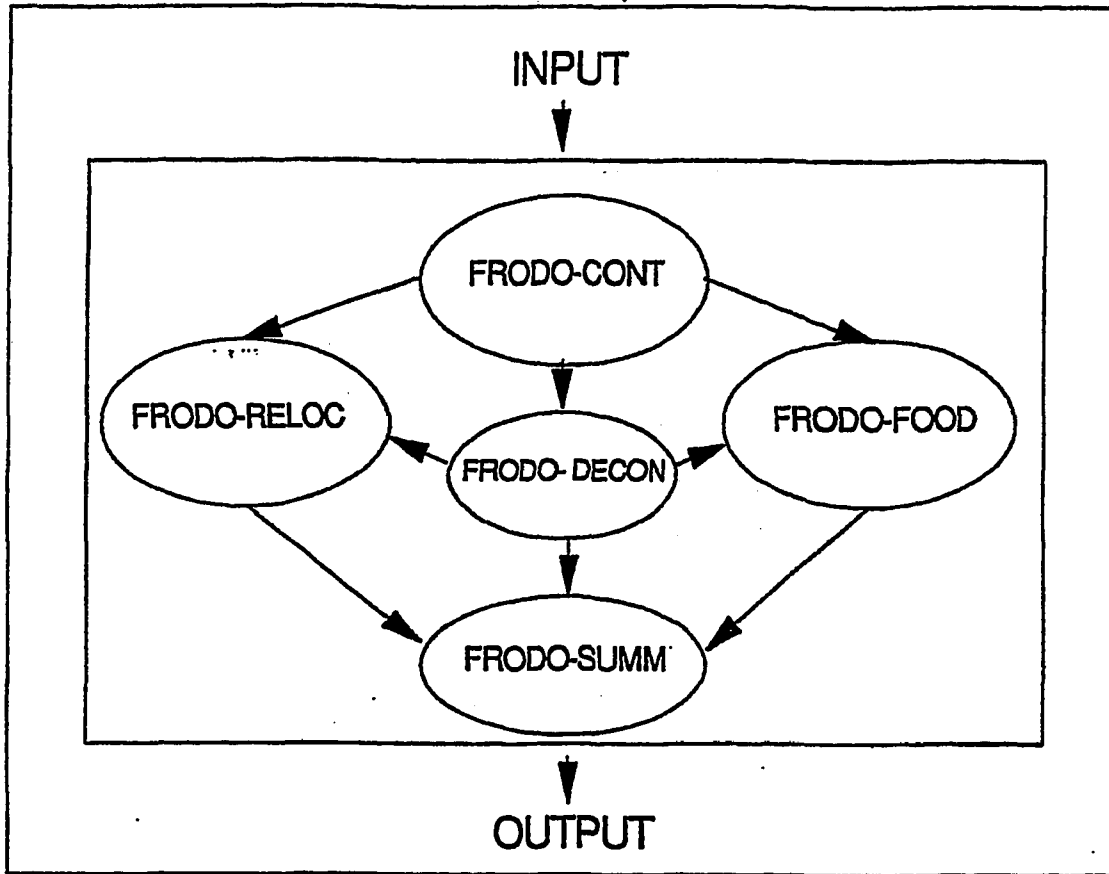 INPUT
FRODO-CONT
FRODO-RELOC
FRODO-FOOD
FRODO- DECON
FRODO-SUMM
OUTPUT